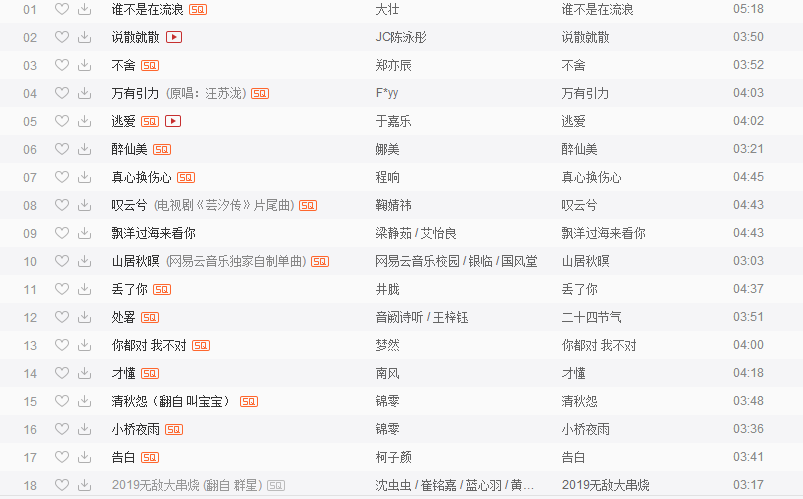 01 谁不是在流浪 SQ 大壮 谁不是在流浪 05:18
02 说散就散 JC陈泳彤 说散就散 03:50
03 不舍 SQ 郑亦辰 不舍 03:52
04 万有引力 (原唱：汪苏泷) SQ F*yy 万有引力 04:03
05 逃爱 SQ 于嘉乐 逃爱 04:02
06 醉仙美 SQ 娜美 醉仙美 03:21
07 真心换伤心 SQ 程响 真心换伤心 04:45
08 叹云兮 (电视剧《芸汐传》片尾曲) SQ 鞠婧祎 叹云兮 04:43
09 飘洋过海来看你 梁静茹 / 艾怡良 飘洋过海来看你 04:43
10 山居秋暝 (网易云音乐独家自制单曲) SQ 网易云音乐校园 / 银临 / 国风堂 山居秋暝 03:03
11 丢了你 SQ 井胧 丢了你 04:37
12 处暑 SQ 音阙诗听 / 王梓钰 二十四节气 03:51
13 你都对 我不对 SQ 梦然 你都对 我不对 04:00
14 才懂 SQ 南风 才懂 04:18
15 清秋怨（翻自 叫宝宝） SQ 锦零 清秋怨 03:48
16 小桥夜雨 SQ 锦零 小桥夜雨 03:36
17 告白 SQ 柯子颜 告白 03:41
18 2019无敌大串烧 (翻自 群星) SQ 沈虫虫 / 崔铭嘉 / 蓝心羽 / 黄... 2019无敌大串烧 03:17